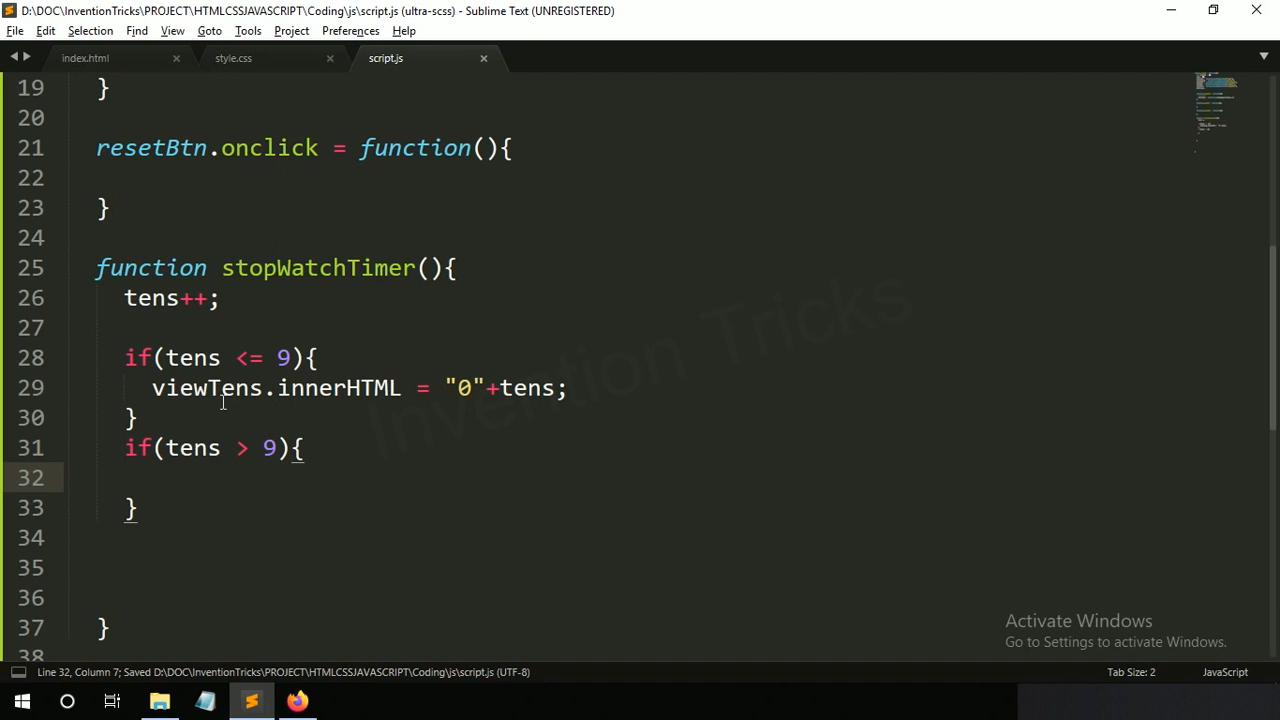 D:\DOC\InventionTricks\PROJECT\HTMLCSSJAVASCRIPT\Coding\js\script.js (ultra-scss) - Sublime Text (UNREGISTERED)
File Edit Selection Find View Goto Tools Project Preferences Help
index.html style.css script.js
19 }
20
21 resetBtn.onclick = function(){
22
23 }
24
25 function stopWatchTimer(){
26 tens++;
27
28 if(tens <= 9){
29 viewTens.innerHTML = "0"+tens;
30 }
31 if(tens > 9){
32
33 }
34
35
36
37 }
38
Invention Tricks
Activate Windows
Go to Settings to activate Windows.
Line 32, Column 7; Saved D:\DOC\InventionTricks\PROJECT\HTMLCSSJAVASCRIPT\Coding\js\script.js (UTF-8) Tab Size: 2 JavaScript